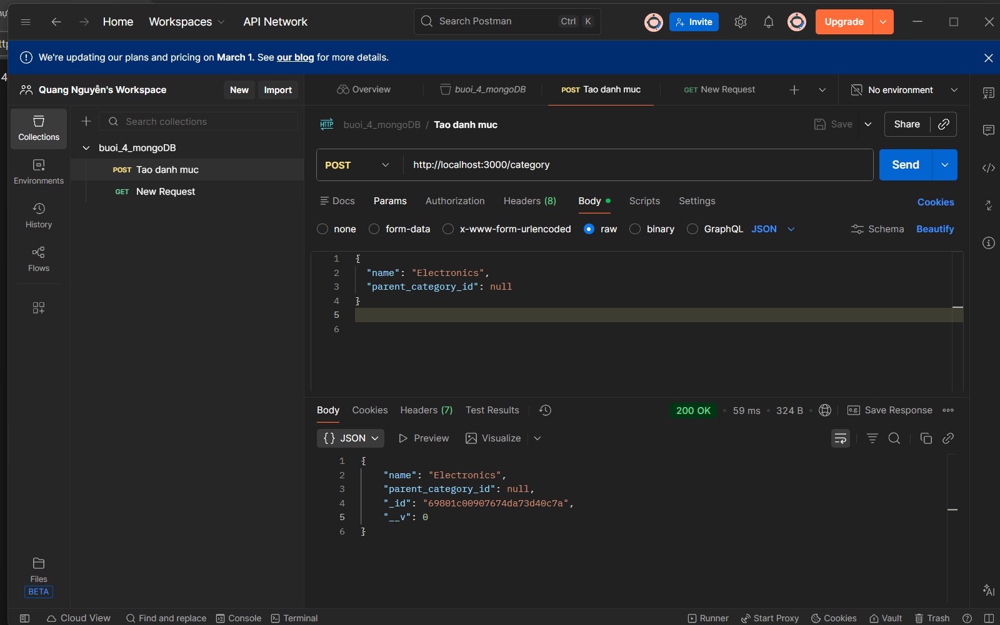 Home Workspaces API Network Search Postman Ctrl K Invite Upgrade
We're updating our plans and pricing on March 1. See our blog for more details.
4
Quang Nguyễn's Workspace New Import Overview buoi_4_mongoDB POST Tao danh muc GET New Request No environment
Collections
Environments
History
Flows
Files
BETA
Search collections
buoi_4_mongoDB
POST Tao danh muc
GET New Request
HTTP buoi_4_mongoDB / Tao danh muc Save Share
POST http://localhost:3000/category Send
Docs Params Authorization Headers (8) Body Scripts Settings Cookies
none form-data x-www-form-urlencoded raw binary GraphQL JSON Schema Beautify
1 {
2 "name": "Electronics",
3 "parent_category_id": null
4 }
5
6
Body Cookies Headers (7) Test Results 200 OK 59 ms 324 B e.g. Save Response
{} JSON Preview Visualize
1 {
2 "name": "Electronics",
3 "parent_category_id": null,
4 "_id": "69801c00907674da73d40c7a",
5 "__v": 0
6 }
AI
Cloud View Find and replace Console Terminal Runner Start Proxy Cookies Vault Trash